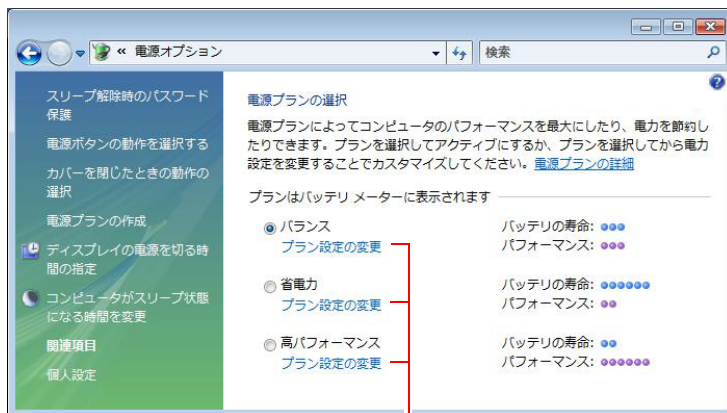 « 電源オプション
検索
スリープ解除時のパスワード
保護
電源ボタンの動作を選択する
カバーを閉じたときの動作の
選択
電源プランの作成
ディスプレイの電源を切る時
間の指定
コンピュータがスリープ状態
になる時間を変更
関連項目
個人設定
電源プランの選択
電源プランによってコンピュータのパフォーマンスを最大にしたり、電力を節約し
たりできます。プランを選択してアクティブにするか、プランを選択してから電力
設定を変更することでカスタマイズしてください。電源プランの詳細
プランはバッテリ メーターに表示されます
バランス
プラン設定の変更
バッテリの寿命:
パフォーマンス:
省電力
プラン設定の変更
バッテリの寿命:
パフォーマンス:
高パフォーマンス
プラン設定の変更
バッテリの寿命:
パフォーマンス: